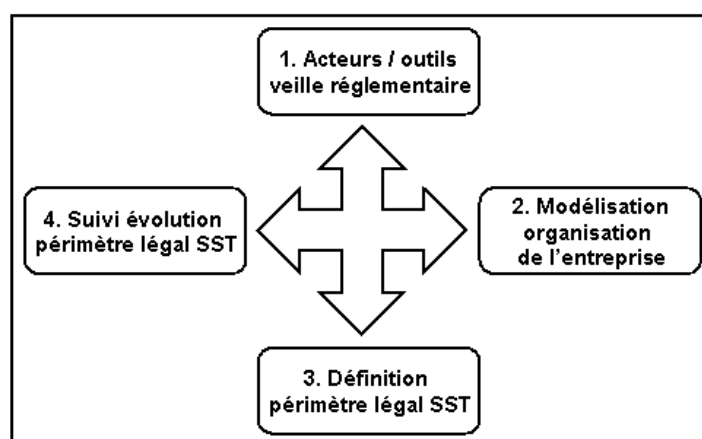 1. Acteurs / outils
veille réglementaire
2. Modélisation
organisation
de l'entreprise
3. Définition
périmètre légal SST
4. Suivi évolution
périmètre légal SST